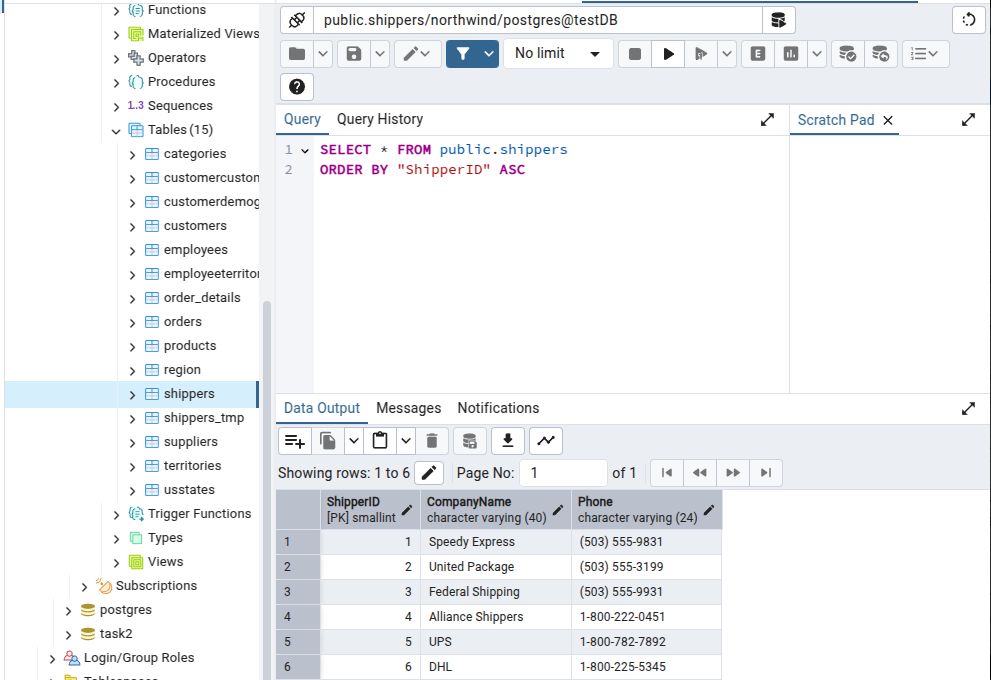 Functions
Materialized Views
Operators
Procedures
1..3 Sequences
Tables (15)
categories
customercuston
customerdemog
customers
employees
employeeterritor
order_details
orders
products
region
shippers
shippers_tmp
suppliers
territories
usstates
Trigger Functions
Types
Views
Subscriptions
postgres
task2
Login/Group Roles
Tablespaces
public.shippers/northwind/postgres@testDB
No limit
E
Query
Query History
Scratch Pad
1 SELECT * FROM public.shippers
2 ORDER BY "ShipperID" ASC
Data Output
Messages
Notifications
Showing rows: 1 to 6
Page No: 1 of 1
ShipperID CompanyName Phone
[PK] smallint character varying (40) character varying (24)
1 1 Speedy Express (503) 555-9831
2 2 United Package (503) 555-3199
3 3 Federal Shipping (503) 555-9931
4 4 Alliance Shippers 1-800-222-0451
5 5 UPS 1-800-782-7892
6 6 DHL 1-800-225-5345